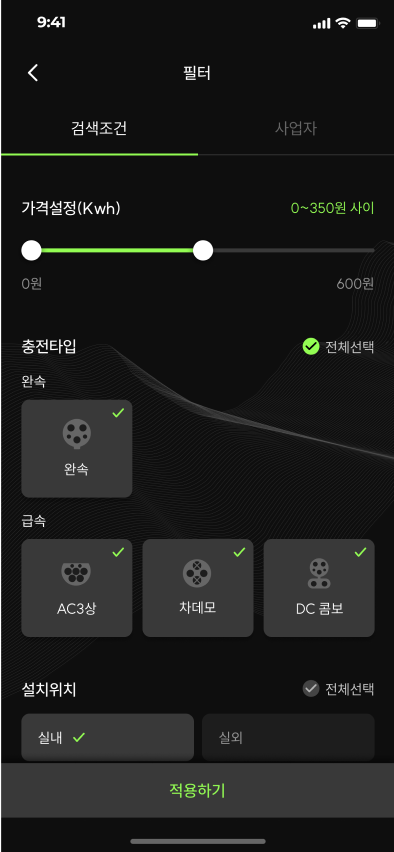 9:41
필터
검색조건 사업자
가격설정(Kwh) 0~350원 사이
0원 600원
충전타입 전체선택
완속
완속
급속
AC3상 차데모 DC 콤보
설치위치 전체선택
실내 실외
적용하기